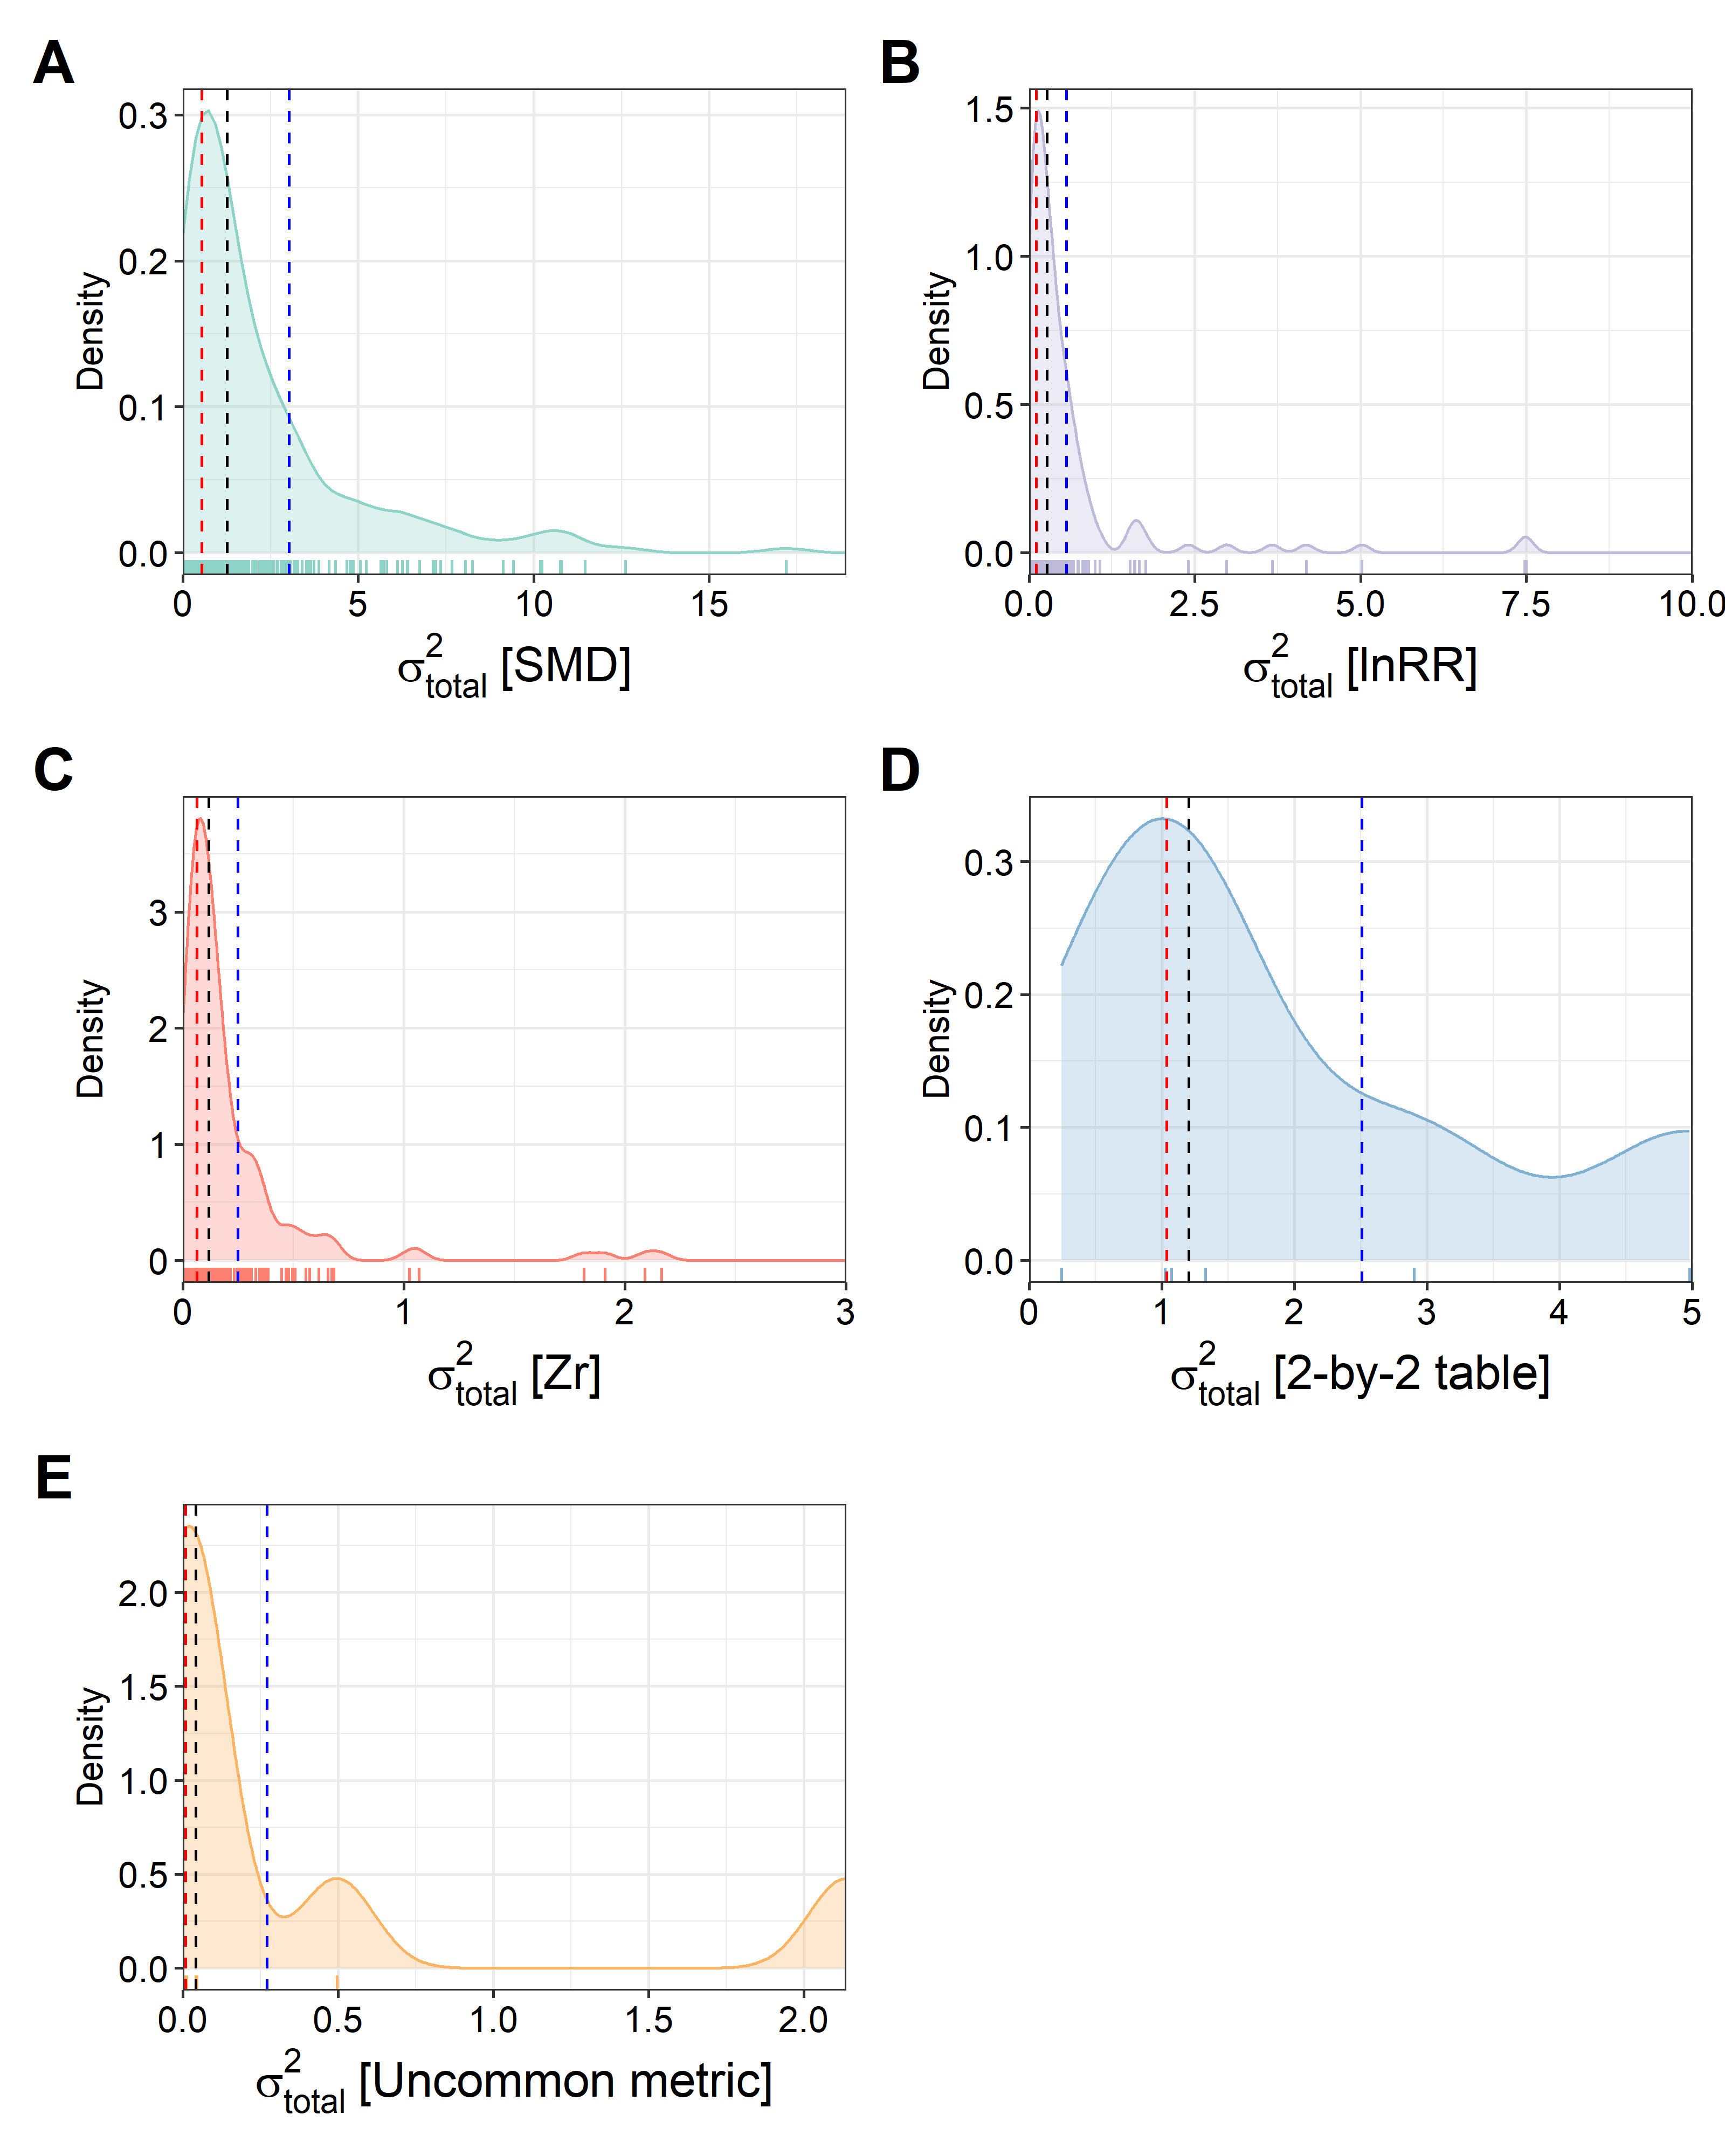 A
B
0.3
0.2
0.1
0.0
Density
0 5 10 15
σ²total [SMD]
1.5
1.0
0.5
0.0
Density
0.0 2.5 5.0 7.5 10.0
σ²total [lnRR]
C
D
3
2
1
0
Density
0 1 2 3
σ²total [Zr]
0.3
0.2
0.1
0.0
Density
0 1 2 3 4 5
σ²total [2-by-2 table]
E
2.0
1.5
1.0
0.5
0.0
Density
0.0 0.5 1.0 1.5 2.0
σ²total [Uncommon metric]